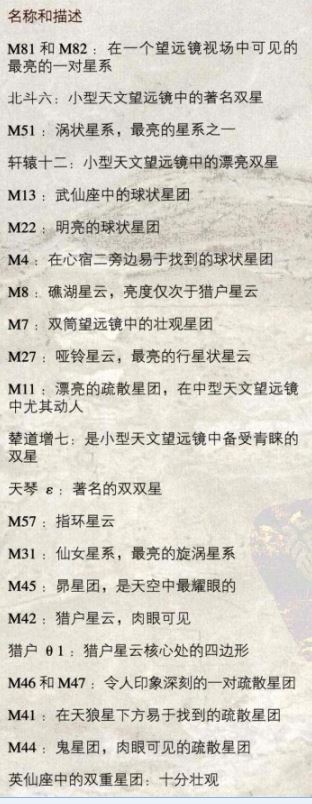 名称和描述
M81 和 M82 ：在一个望远镜视场中可见的
最亮的一对星系
北斗六：小型天文望远镜中的著名双星
M51 ：涡状星系，最亮的星系之一
轩辕十二：小型天文望远镜中的漂亮双星
M13 ：武仙座中的球状星团
M22 ：明亮的球状星团
M4 ：在心宿二旁边易于找到的球状星团
M8 ：礁湖星云，亮度仅次于猎户星云
M7 ：双筒望远镜中的壮观星团
M27 ：哑铃星云，最亮的行星状星云
M11 ：漂亮的疏散星团，在中型天文望远镜
中尤其动人
辇道增七：是小型天文望远镜中备受青睐的
双星
天琴 ε ：著名的双双星
M57 ：指环星云
M31 ：仙女星系，最亮的旋涡星系
M45 ：昴星团，是天空中最耀眼的
M42 ：猎户星云，肉眼可见
猎户 θ 1 ：猎户星云核心处的四边形
M46 和 M47 ：令人印象深刻的一对疏散星团
M41 ：在天狼星下方易于找到的疏散星团
M44 ：鬼星团，肉眼可见的疏散星团
英仙座中的双重星团：十分壮观